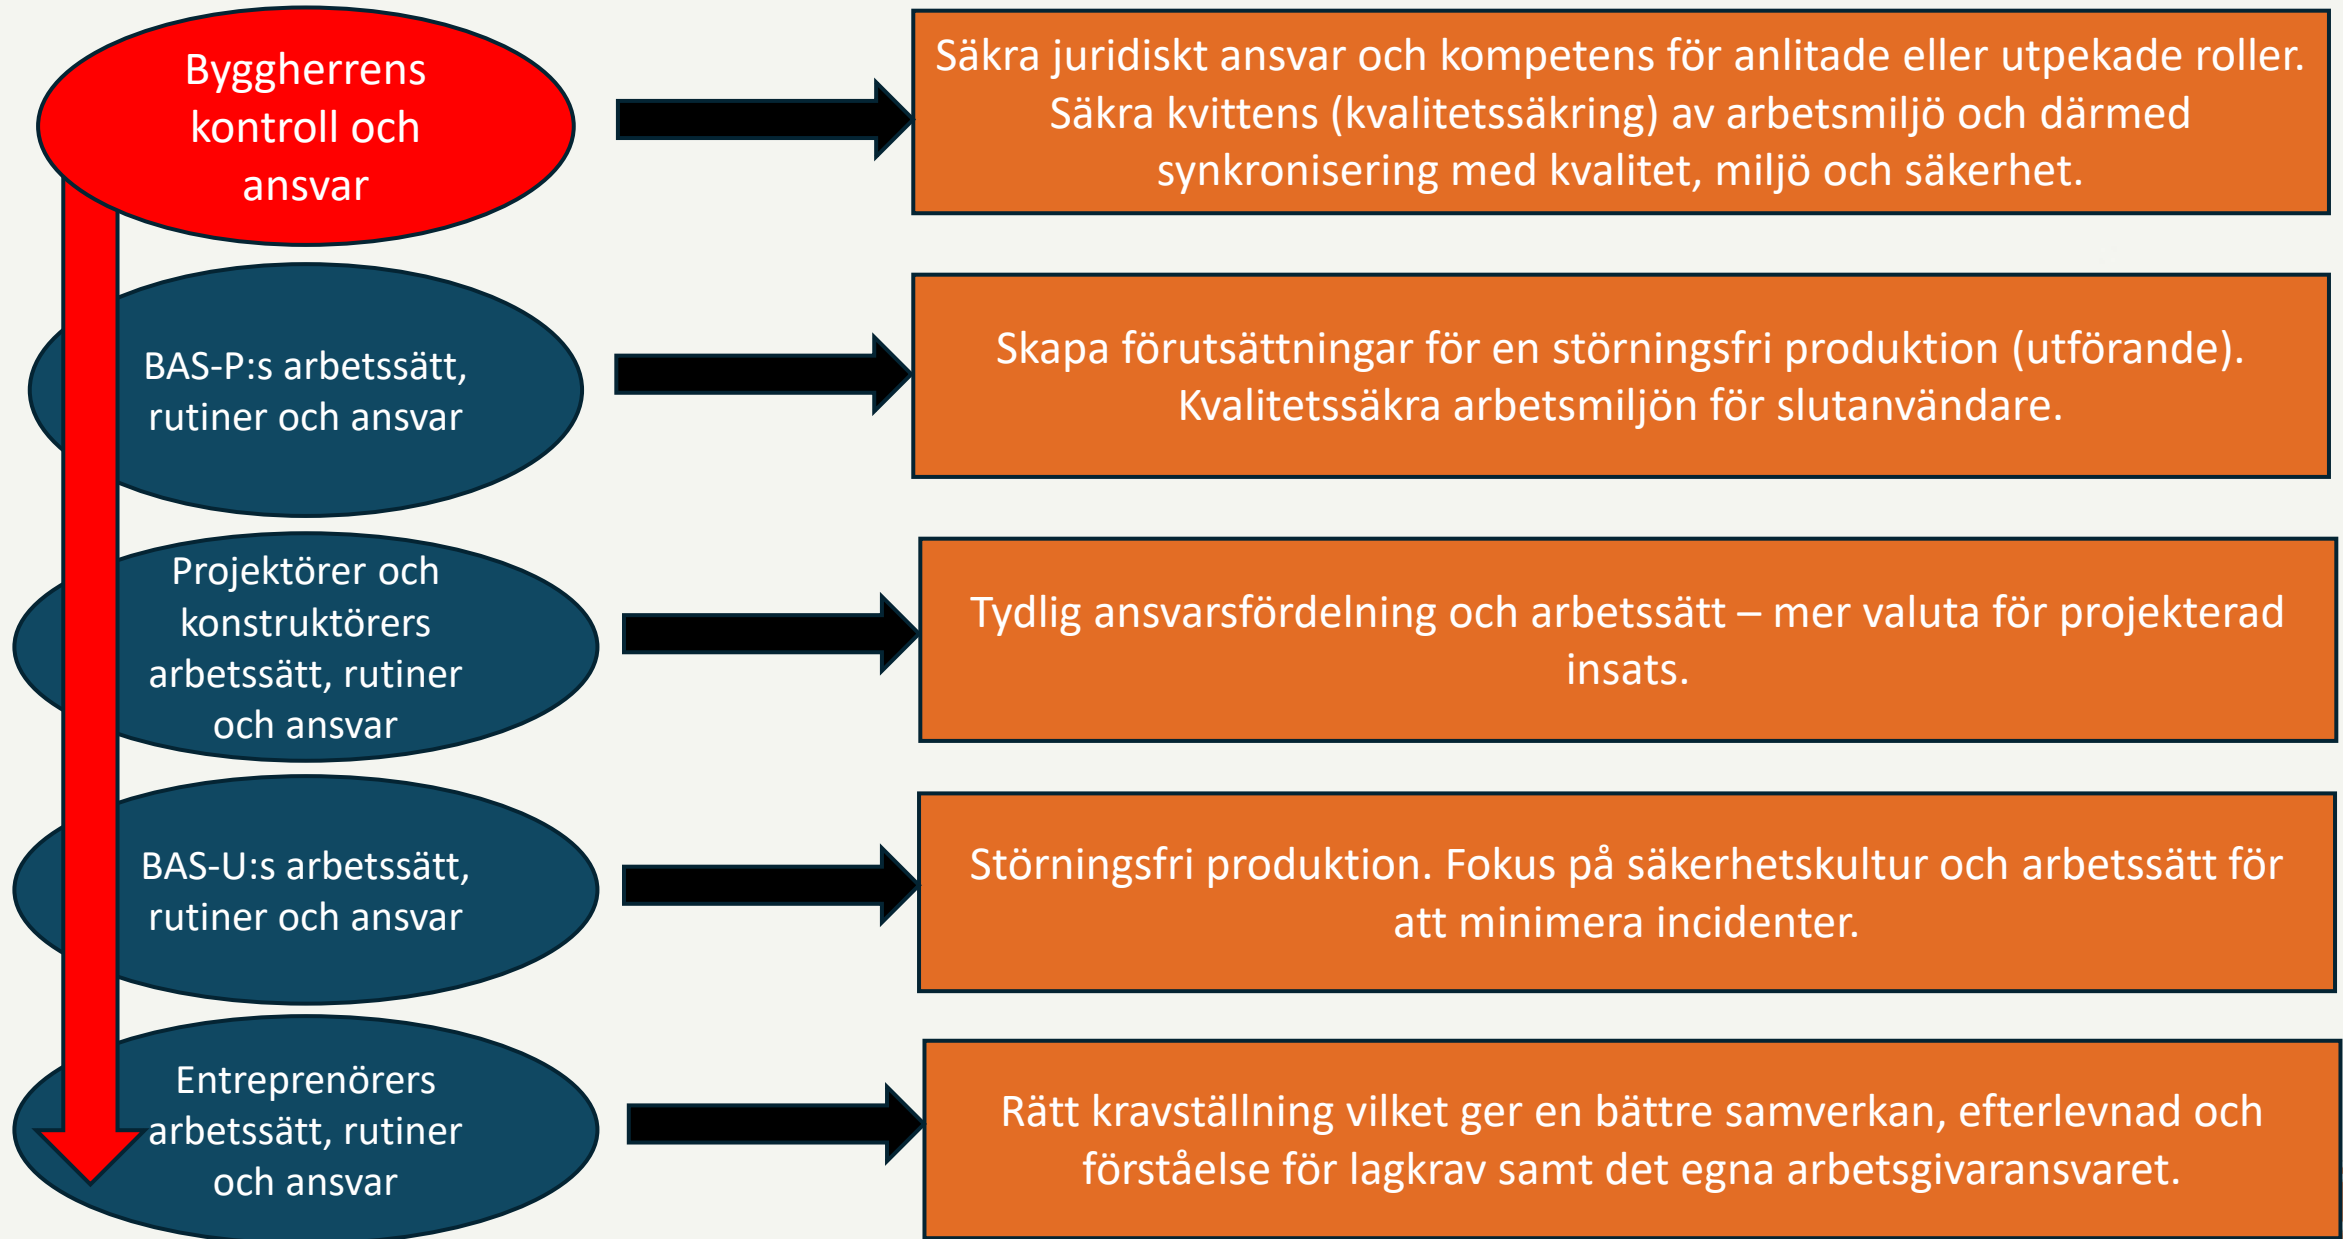 Byggherrens
kontroll och
ansvar
Säkra juridiskt ansvar och kompetens för anlitade eller utpekade roller.
Säkra kvittens (kvalitetssäkring) av arbetsmiljö och därmed
synkronisering med kvalitet, miljö och säkerhet.
BAS-P:s arbetssätt,
rutiner och ansvar
Skapa förutsättningar för en störningsfri produktion (utförande).
Kvalitetssäkra arbetsmiljön för slutanvändare.
Projektörer och
konstruktörers
arbetssätt, rutiner
och ansvar
Tydlig ansvarsfördelning och arbetssätt – mer valuta för projekterad
insats.
BAS-U:s arbetssätt,
rutiner och ansvar
Störningsfri produktion. Fokus på säkerhetskultur och arbetssätt för
att minimera incidenter.
Entreprenörers
arbetssätt, rutiner
och ansvar
Rätt kravställning vilket ger en bättre samverkan, efterlevnad och
förståelse för lagkrav samt det egna arbetsgivaransvaret.